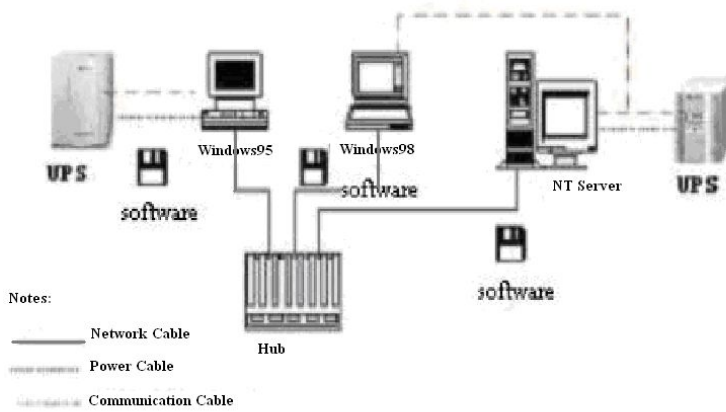 Windows95
Windows98
NT Server
UPS
UPS
software
software
software
Notes:
Network Cable
Hub
Power Cable
Communication Cable